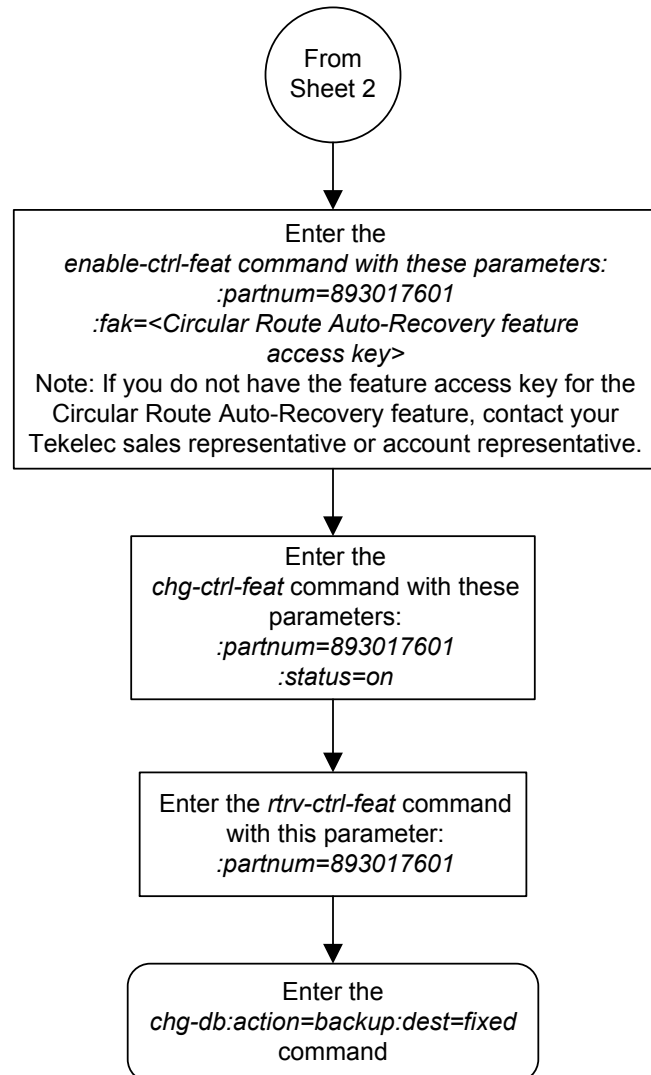 From
Sheet 2
Enter the
enable-ctrl-feat command with these parameters:
:partnum=893017601
:fak=<Circular Route Auto-Recovery feature
access key>
Note: If you do not have the feature access key for the
Circular Route Auto-Recovery feature, contact your
Tekelec sales representative or account representative.
Enter the
chg-ctrl-feat command with these
parameters:
:partnum=893017601
:status=on
Enter the rtrv-ctrl-feat command
with this parameter:
:partnum=893017601
Enter the
chg-db:action=backup:dest=fixed
command